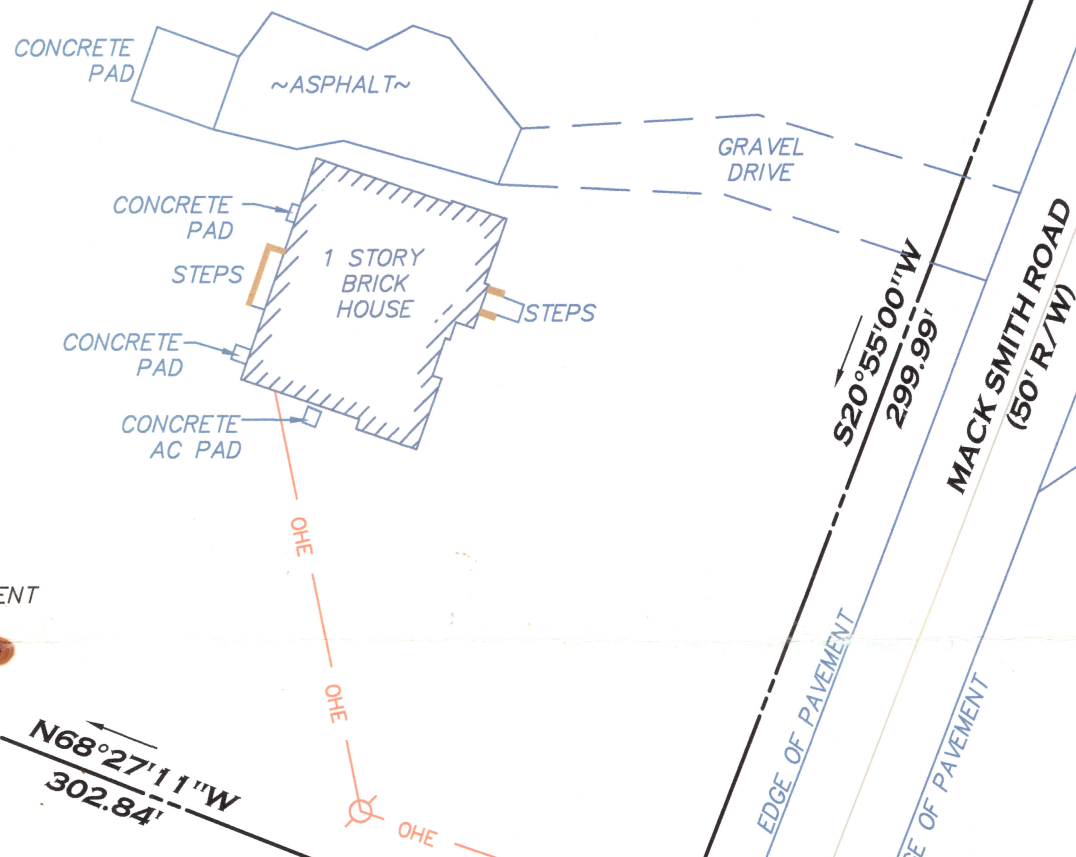 CONCRETE
PAD
~ASPHALT~
GRAVEL
DRIVE
CONCRETE
PAD
1 STORY
BRICK
HOUSE
STEPS
STEPS
CONCRETE
PAD
CONCRETE
AC PAD
S20°55'00"W
299.99'
MACK SMITH ROAD
(50' R/W)
OHE
OHE
OHE
EDGE OF PAVEMENT
GE OF PAVEMENT
ENT
N68°27'11"W
302.84'